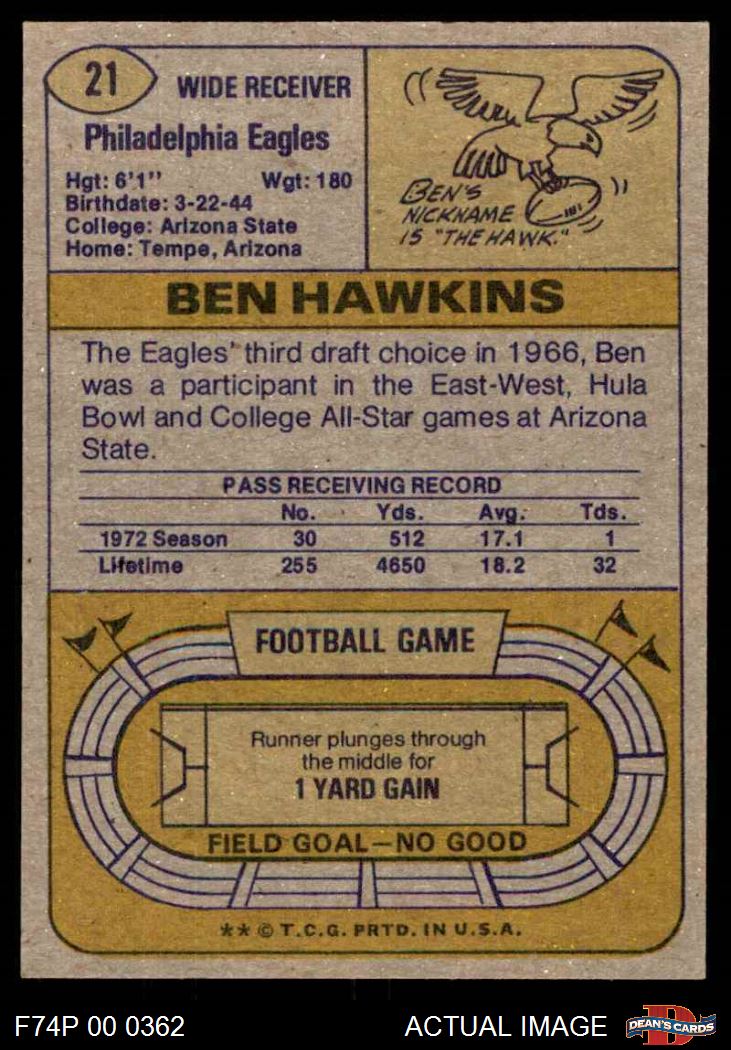 21
WIDE RECEIVER
Philadelphia Eagles
Hgt: 6'1" Wgt: 180
Birthdate: 3-22-44
College: Arizona State
Home: Tempe, Arizona
BEN'S
NICKNAME
IS "THE HAWK."
BEN HAWKINS
The Eagles' third draft choice in 1966, Ben
was a participant in the East-West, Hula
Bowl and College All-Star games at Arizona
State.
PASS RECEIVING RECORD
No. Yds. Avg. Tds.
1972 Season 30 512 17.1 1
Lifetime 255 4650 18.2 32
FOOTBALL GAME
Runner plunges through
the middle for
1 YARD GAIN
FIELD GOAL—NO GOOD
** © T.C.G. PRTD. IN U.S.A.
F74P 00 0362 ACTUAL IMAGE
D
DEAN'S CARDS